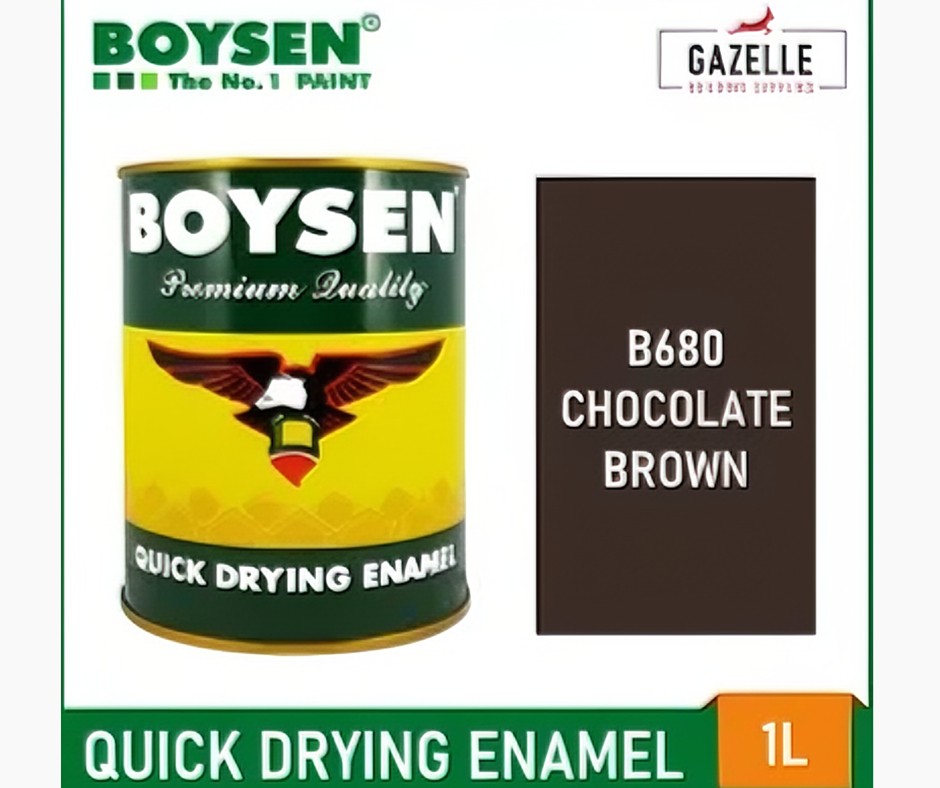 BOYSEN®
The No.1 PAINT
GAZELLE
BOYSEN
Premium Quality
QUICK DRYING ENAMEL
B680
CHOCOLATE
BROWN
QUICK DRYING ENAMEL
1L